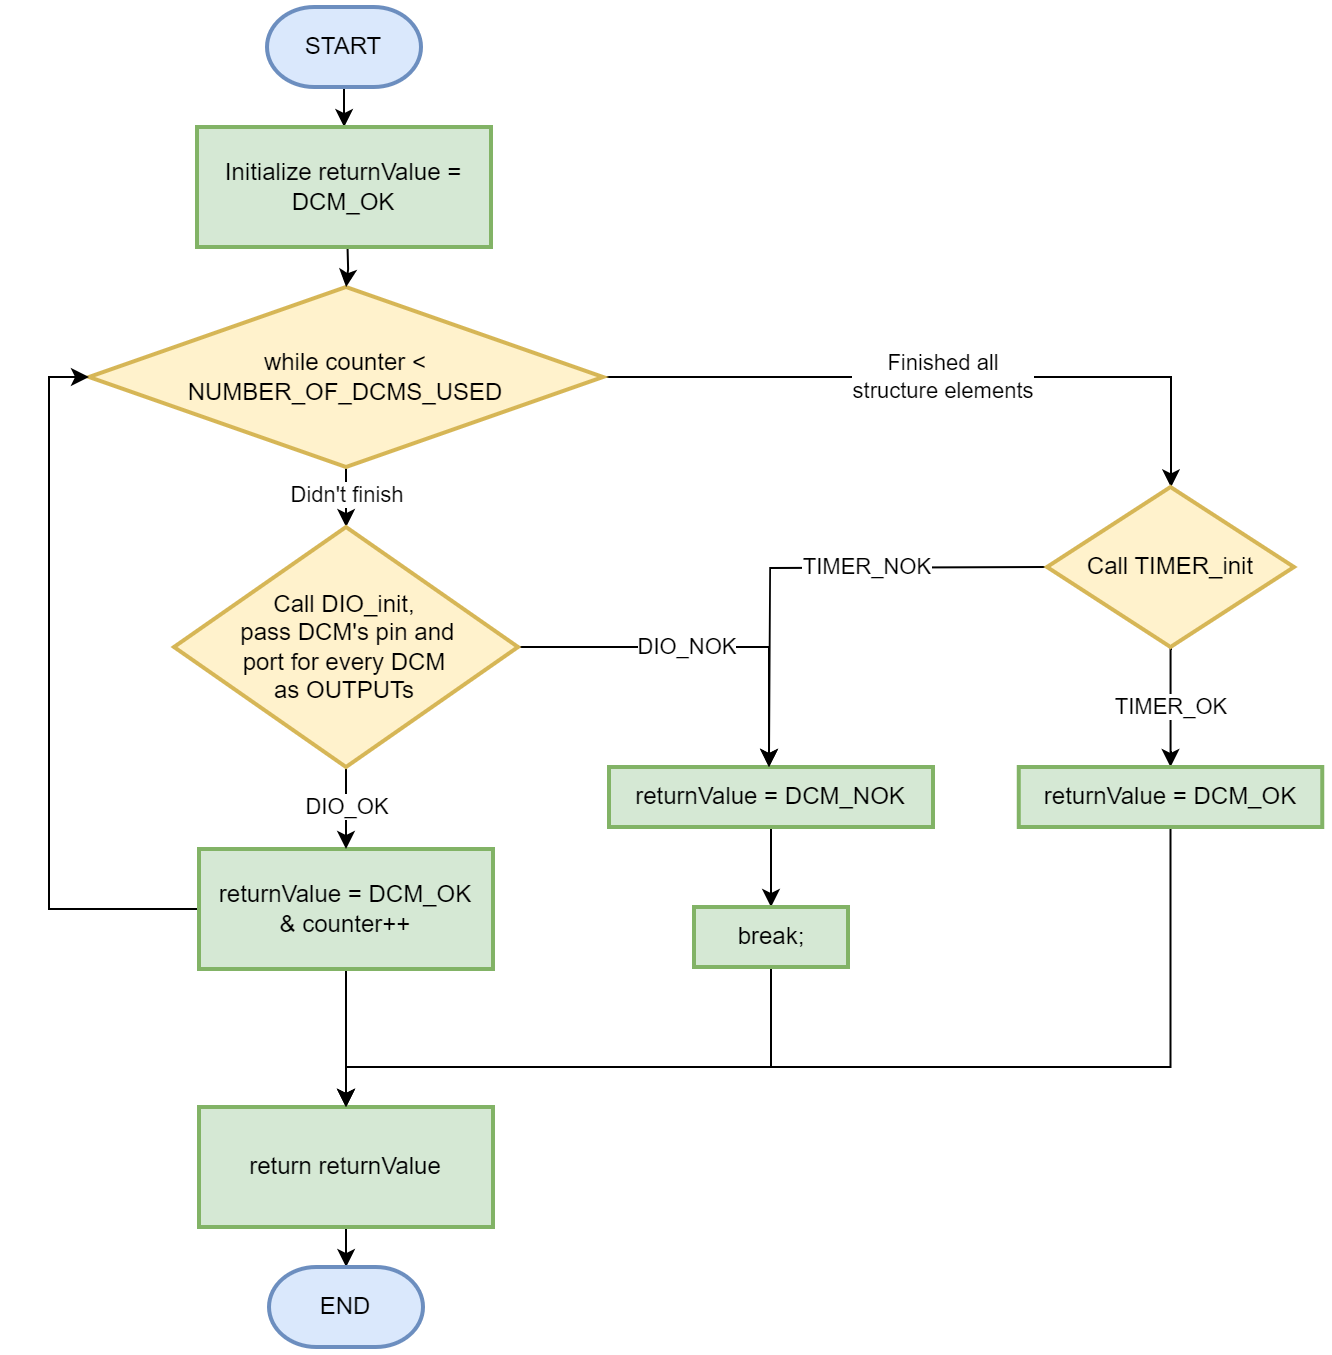 START
Initialize returnValue =
DCM_OK
while counter <
NUMBER_OF_DCMS_USED
Finished all
structure elements
Didn't finish
Call DIO_init,
pass DCM's pin and
port for every DCM
as OUTPUTs
TIMER_NOK
Call TIMER_init
DIO_NOK
TIMER_OK
DIO_OK
returnValue = DCM_NOK
returnValue = DCM_OK
returnValue = DCM_OK
& counter++
break;
return returnValue
END